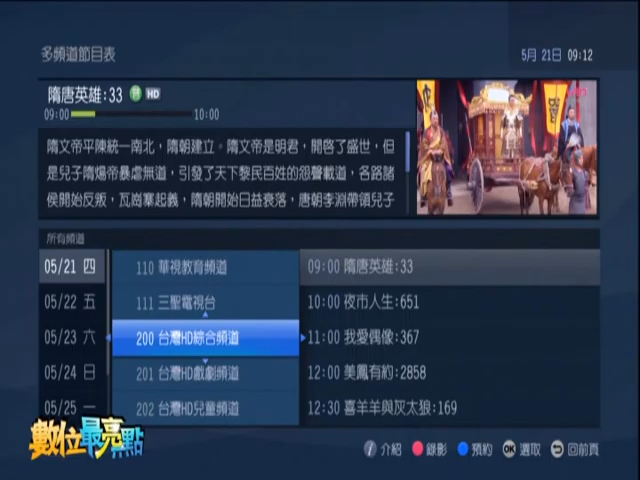 多頻道節目表
5月 21日 09:12
隋唐英雄:33 普 HD
09:00 10:00
隋文帝平陳統一南北，隋朝建立。隋文帝是明君，開啓了盛世，但
是兒子隋煬帝暴虐無道，引發了天下黎民百姓的怨聲載道，各路諸
侯開始反叛，瓦崗寨起義，隋朝開始日益衰落，唐朝李淵帶領兒子
所有頻道
05/21 四
05/22 五
05/23 六
05/24 日
05/25 一
110 華視教育頻道
111 三聖電視台
200 台灣HD綜合頻道
201 台灣HD戲劇頻道
202 台灣HD兒童頻道
09:00 隋唐英雄:33
10:00 夜市人生:651
11:00 我愛偶像:367
12:00 美鳳有約:2858
12:30 喜羊羊與灰太狼:169
數位最亮點
i 介紹 錄影 預約 OK 選取 回前頁